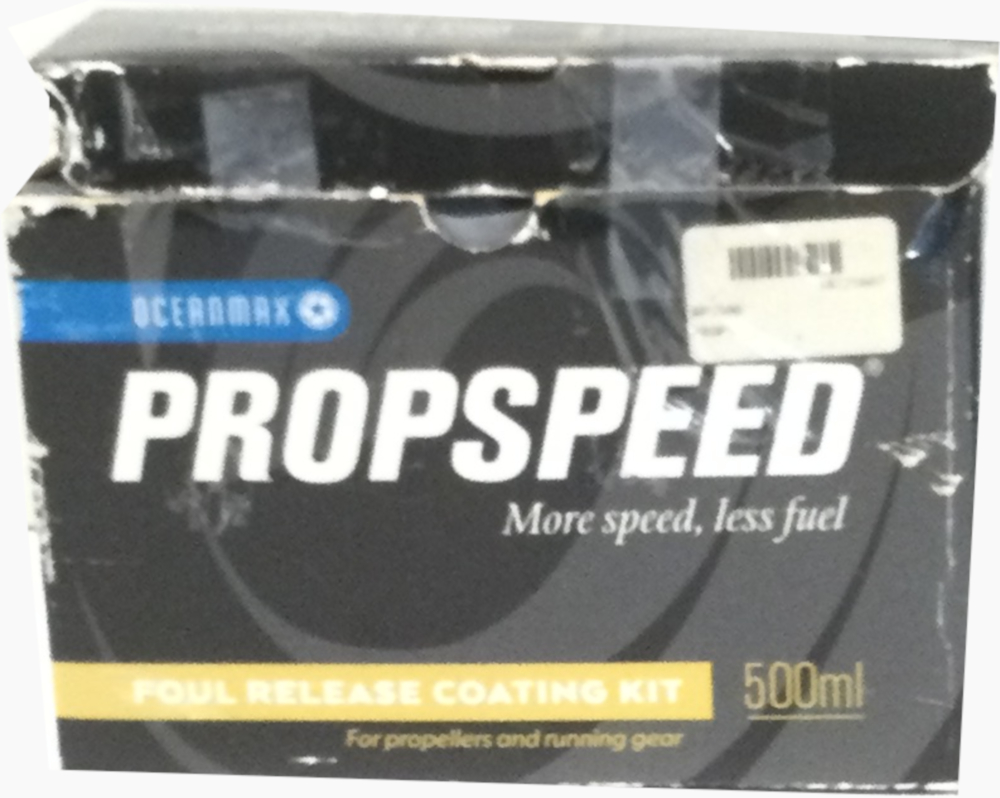 OCEANMAX
PROPSPEED®
More speed, less fuel
FOUL RELEASE COATING KIT
500ml
For propellers and running gear